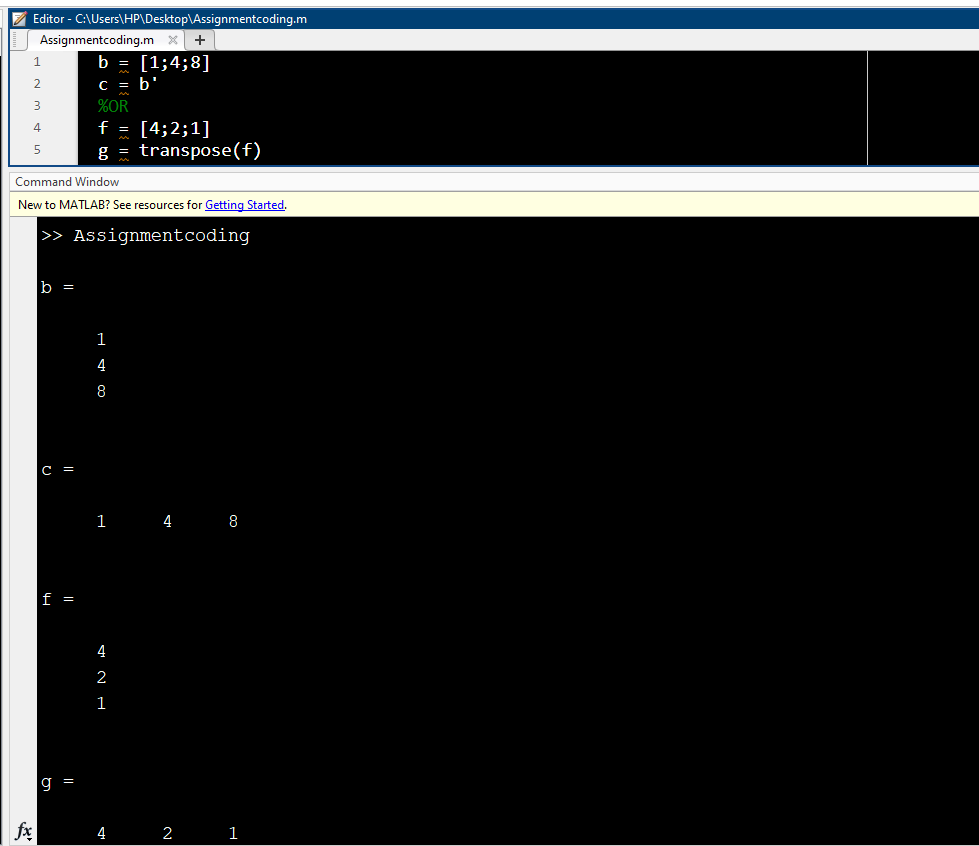 Editor - C:\Users\HP\Desktop\Assignmentcoding.m
Assignmentcoding.m × +
1 b = [1;4;8]
2 c = b'
3 %OR
4 f = [4;2;1]
5 g = transpose(f)
Command Window
New to MATLAB? See resources for Getting Started.
>> Assignmentcoding
b =
1
4
8
c =
1 4 8
f =
4
2
1
g =
fx 4 2 1